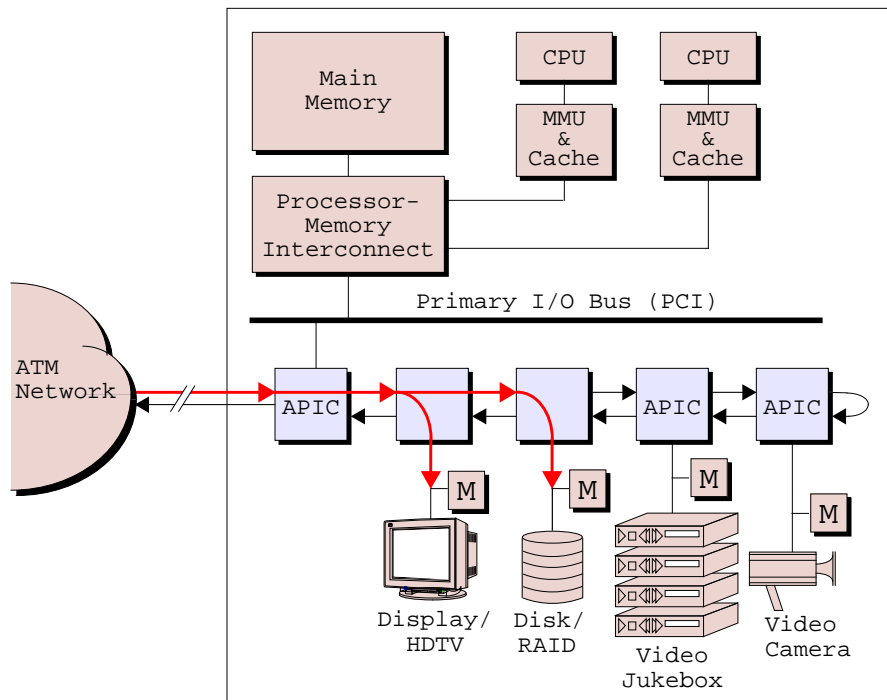 Main
Memory
CPU
CPU
MMU
&
Cache
MMU
&
Cache
Processor-
Memory
Interconnect
Primary I/O Bus (PCI)
ATM
Network
APIC
APIC
APIC
M
M
M
M
Display/
HDTV
Disk/
RAID
Video
Jukebox
Video
Camera